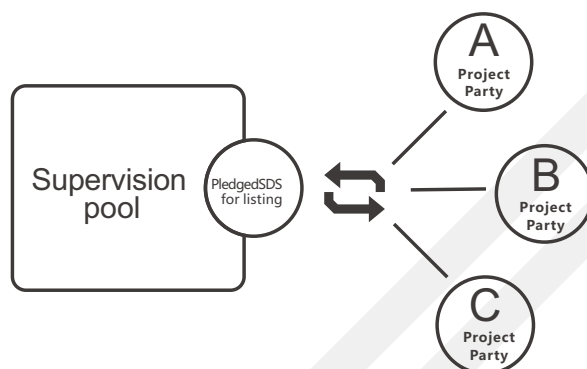 A
Project
Party
Supervision
pool
PledgedSDS
for listing
B
Project
Party
C
Project
Party